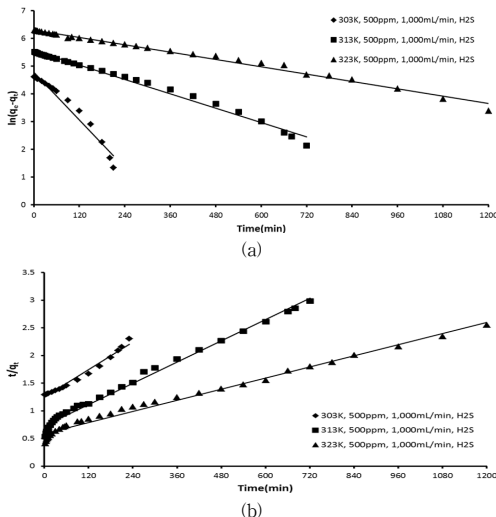 7
6
5
4
3
2
1
0
ln(qe-qt)
303K, 500ppm, 1,000mL/min, H2S
313K, 500ppm, 1,000mL/min, H2S
323K, 500ppm, 1,000mL/min, H2S
0 120 240 360 480 600 720 840 960 1080 1200
Time(min)
(a)
3.5
3
2.5
2
1.5
1
0.5
0
t/qt
303K, 500ppm, 1,000mL/min, H2S
313K, 500ppm, 1,000mL/min, H2S
323K, 500ppm, 1,000mL/min, H2S
0 120 240 360 480 600 720 840 960 1080 1200
Time(min)
(b)